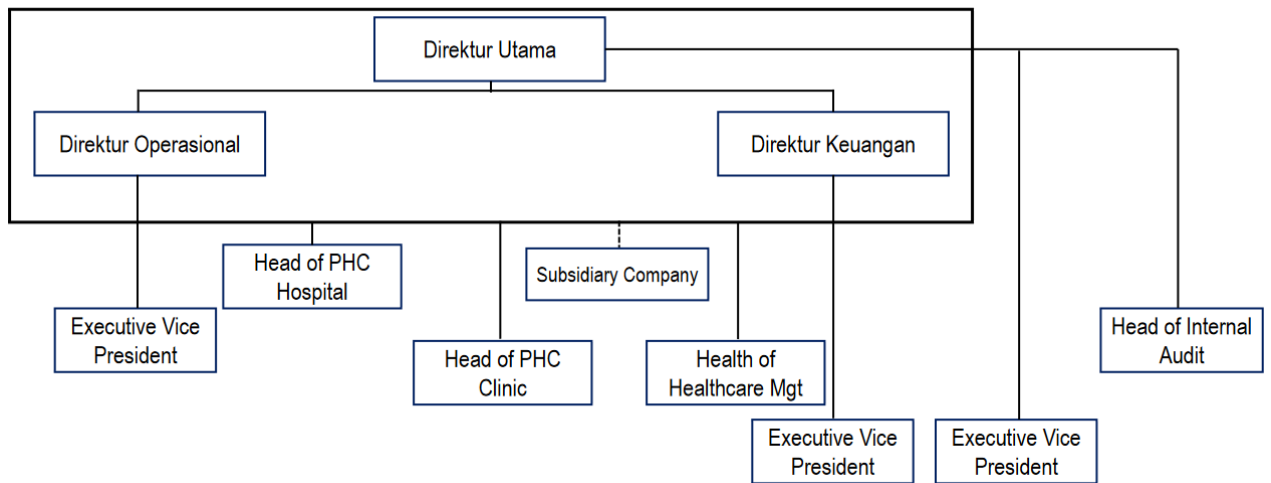 Direktur Utama
Direktur Operasional
Direktur Keuangan
Head of PHC
Hospital
Subsidiary Company
Executive Vice
President
Head of PHC
Clinic
Health of
Healthcare Mgt
Head of Internal
Audit
Executive Vice
President
Executive Vice
President